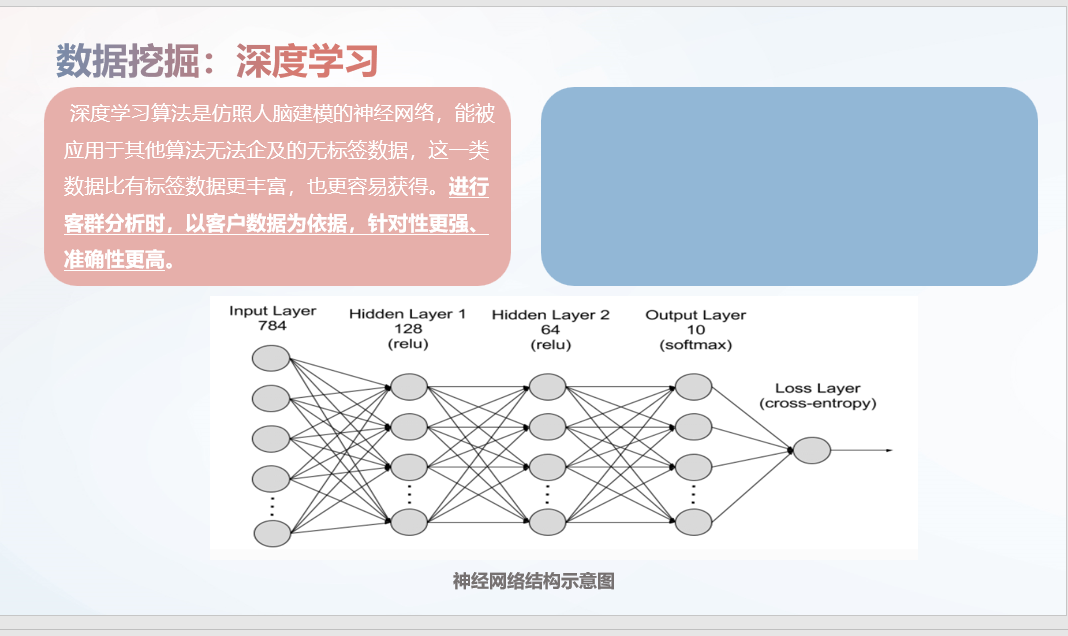 数据挖掘：深度学习
深度学习算法是仿照人脑建模的神经网络，能被
应用于其他算法无法企及的无标签数据，这一类
数据比有标签数据更丰富，也更容易获得。进行
客群分析时，以客户数据为依据，针对性更强、
准确性更高。
Input Layer
784
Hidden Layer 1
128
(relu)
Hidden Layer 2
64
(relu)
Output Layer
10
(softmax)
Loss Layer
(cross-entropy)
神经网络结构示意图